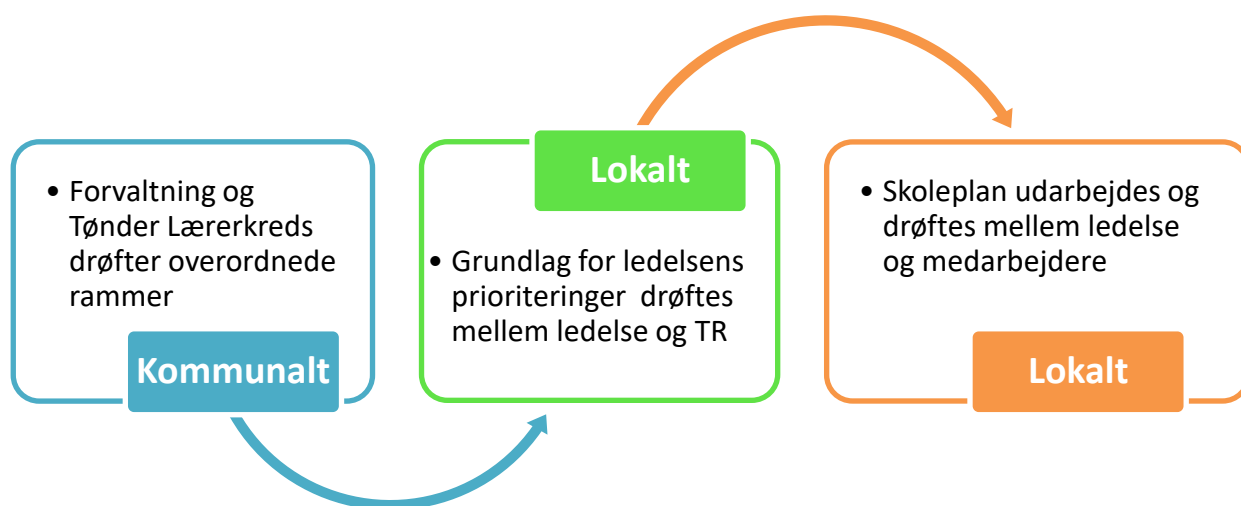 • Forvaltning og
Tønder Lærerkreds
drøfter overordnede
rammer
Kommunalt
Lokalt
• Grundlag for ledelsens
prioriteringer drøftes
mellem ledelse og TR
• Skoleplan udarbejdes og
drøftes mellem ledelse
og medarbejdere
Lokalt